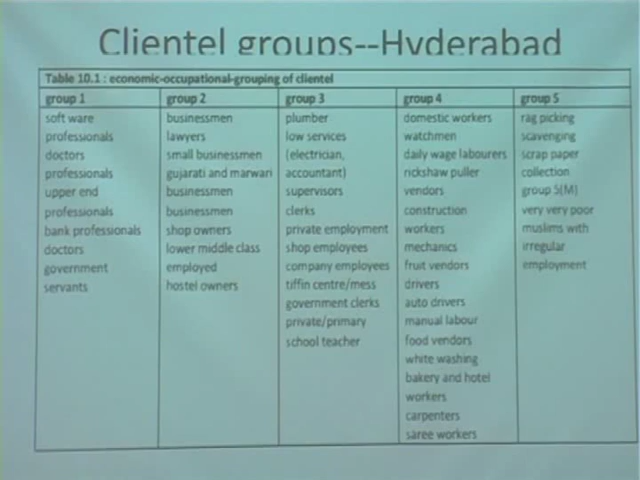 Clientel groups--Hyderabad
Table 10.1 : economic-occupational-grouping of clientel
group 1
soft ware
professionals
doctors
professionals
upper end
professionals
bank professionals
doctors
government
servants
group 2
businessmen
lawyers
small businessmen
gujarati and marwari
businessmen
businessmen
shop owners
lower middle class
employed
hostel owners
group 3
plumber
low services
(electrician,
accountant)
supervisors
clerks
private employment
shop employees
company employees
tiffin centre/mess
government clerks
private/primary
school teacher
group 4
domestic workers
watchmen
daily wage labourers
rickshaw puller
vendors
construction
workers
mechanics
fruit vendors
drivers
auto drivers
manual labour
food vendors
white washing
bakery and hotel
workers
carpenters
saree workers
group 5
rag picking
scavenging
scrap paper
collection
group 5(M)
very very poor
muslims with
irregular
employment